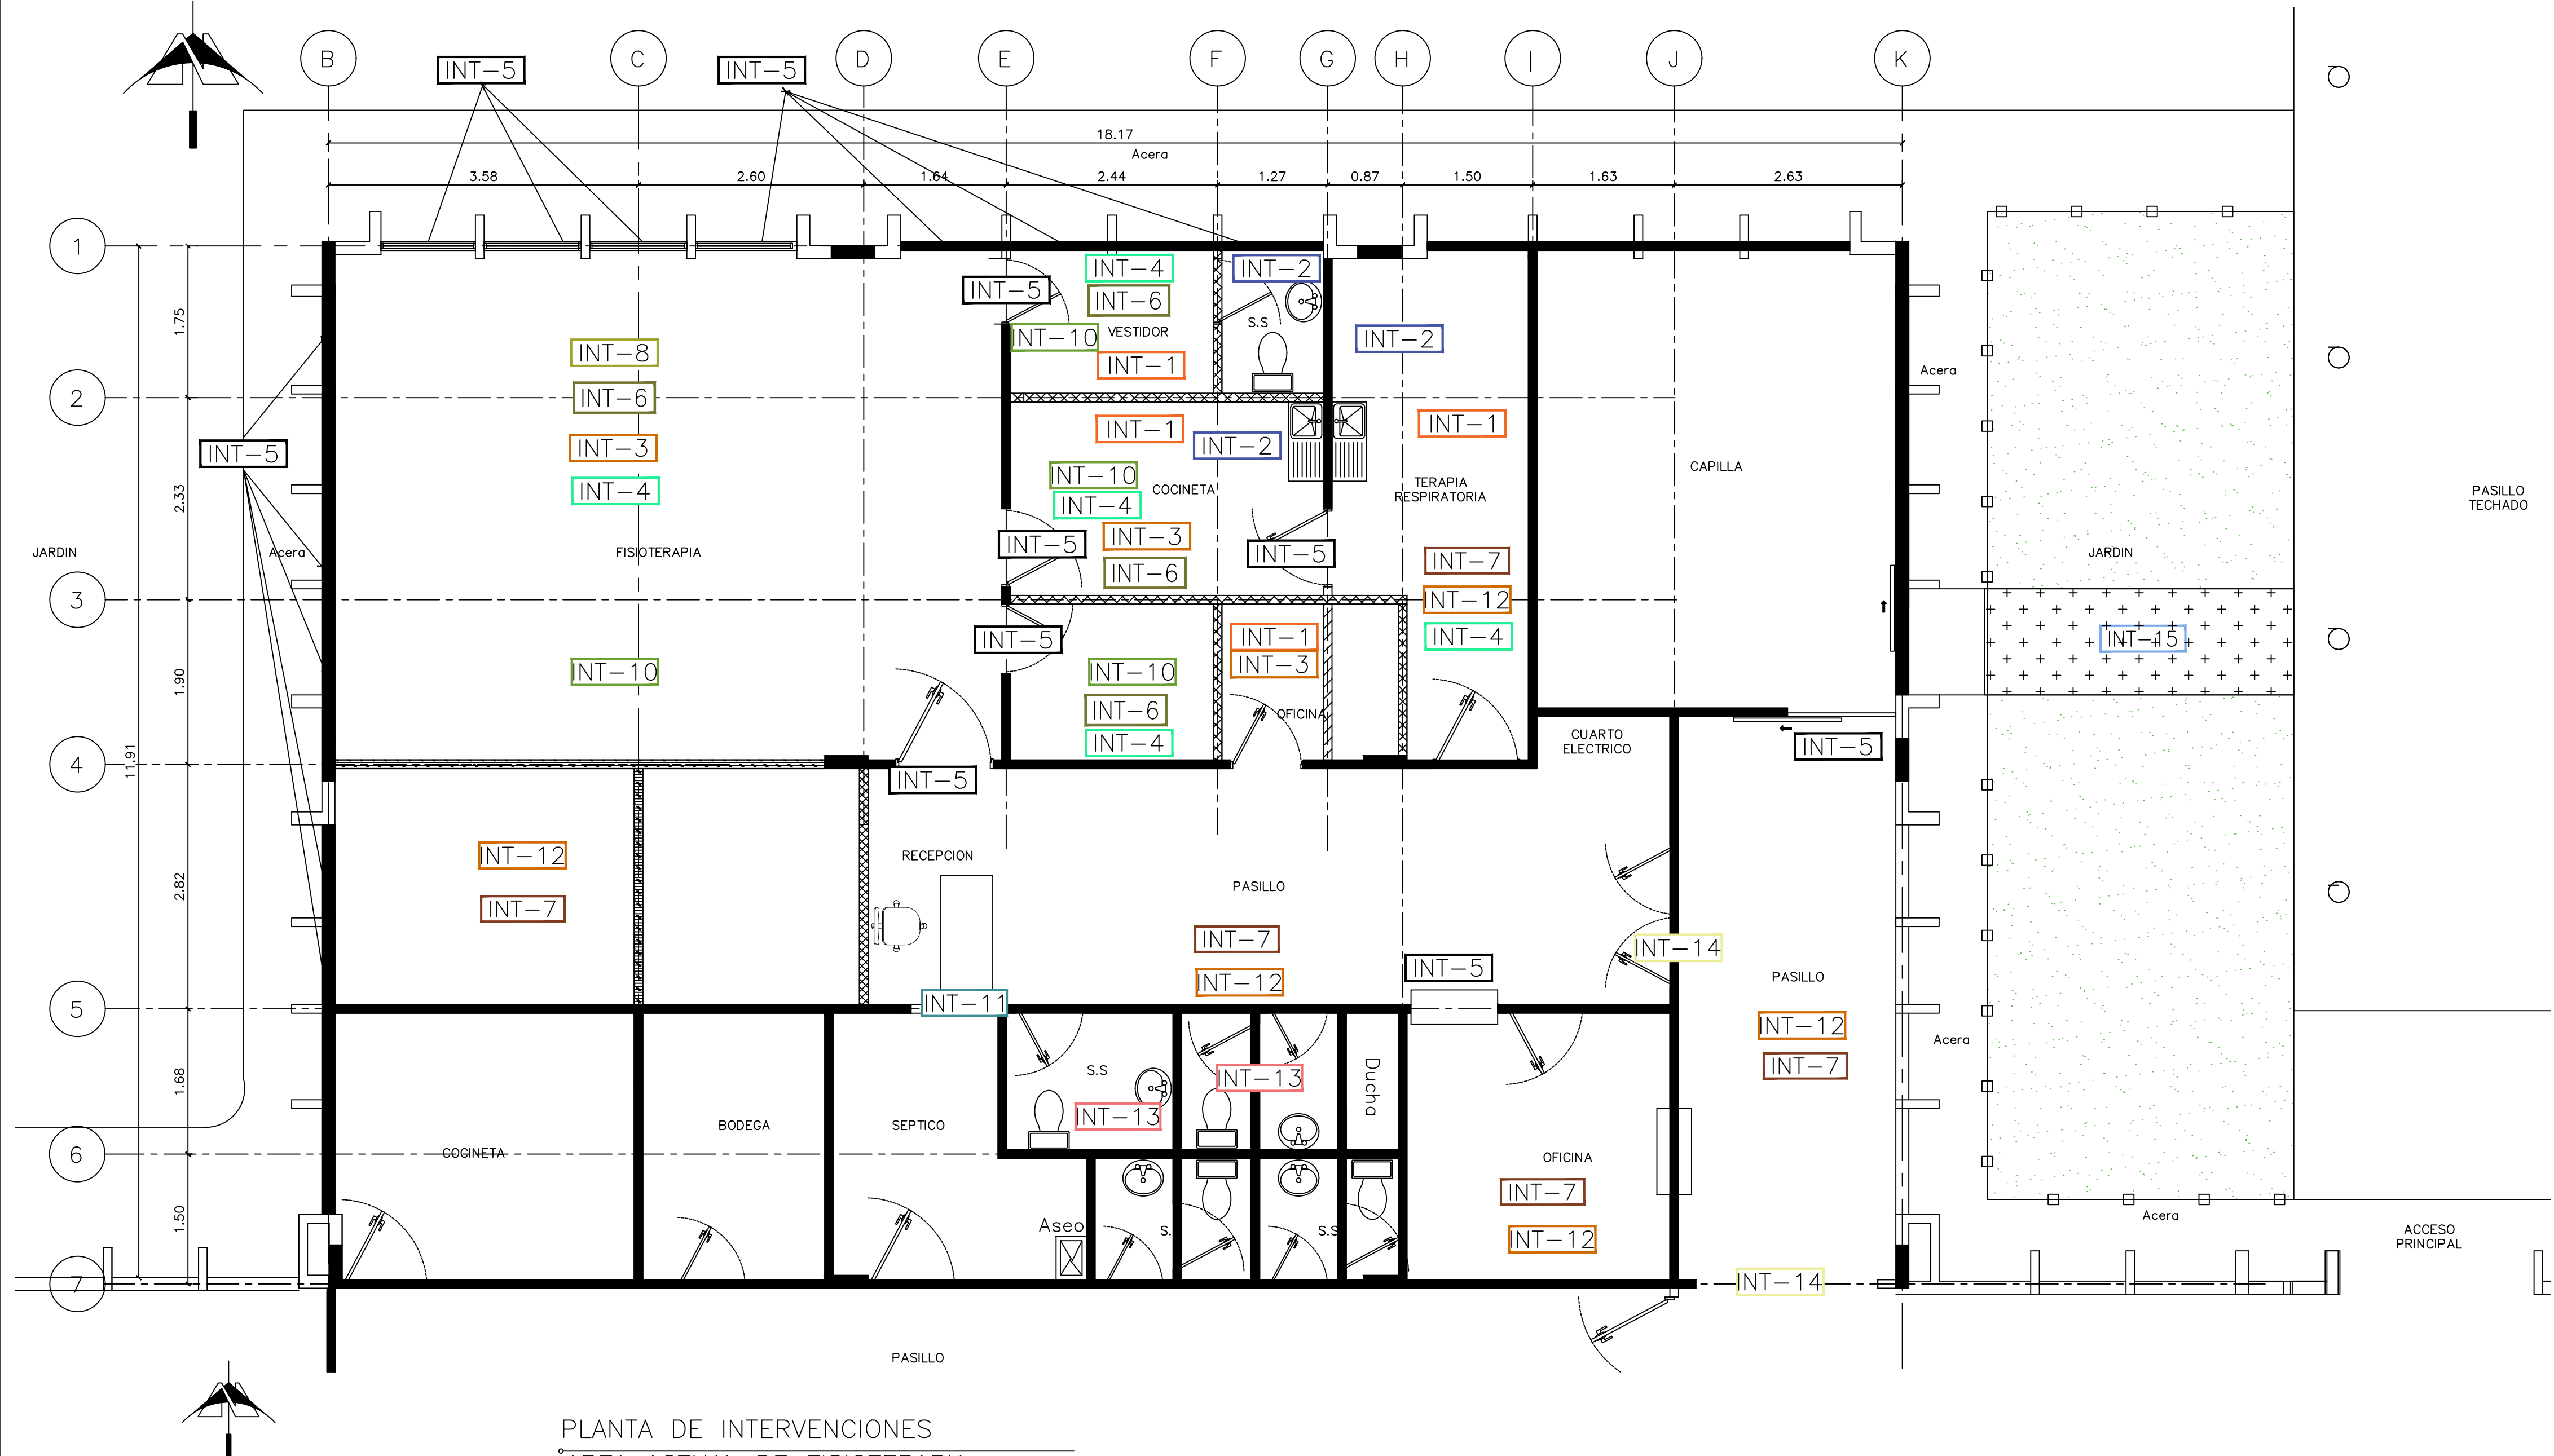 B C D E F G H I J K
INT-5 INT-5
18.17
Acera
3.58 2.60 1.64 2.44 1.27 0.87 1.50 1.63 2.63
1
INT-4 INT-2
INT-5
INT-6
1.75
S.S
INT-10 VESTIDOR
INT-2
INT-8
INT-1
Acera
2
INT-6
INT-1 INT-1
INT-3 INT-2
INT-5
CAPILLA
INT-10
INT-4
COCINETA
TERAPIA
RESPIRATORIA
PASILLO
TECHADO
2.33
INT-4
INT-3
INT-5 INT-5
JARDIN Acera FISIOTERAPIA JARDIN
INT-7
INT-6
3
INT-12
INT-5 INT-1 INT-4 INT-15
INT-3
INT-10 INT-10
1.90
INT-6 OFICINA
INT-4
CUARTO
ELECTRICO
INT-5
4
11.91
INT-5
INT-12 RECEPCION
2.82
PASILLO
INT-7
INT-7 INT-14
INT-5
PASILLO
INT-12
INT-11
5
INT-12
Acera
INT-7
1.68
S.S
INT-13
Ducha
INT-13
BODEGA SEPTICO
6
COCINETA
OFICINA
INT-7
1.50
Aseo S. S.S
Acera
INT-12
ACCESO
PRINCIPAL
7
INT-14
PASILLO
PLANTA DE INTERVENCIONES
AREA ACTUAL DE FISIOTERAPIA